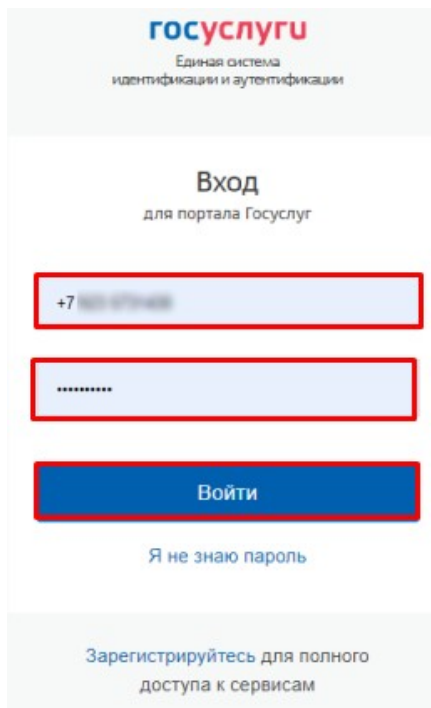 госуслуги
Единая система
идентификации и аутентификации
Вход
для портала Госуслуг
+7
••••••••••
Войти
Я не знаю пароль
Зарегистрируйтесь для полного
доступа к сервисам